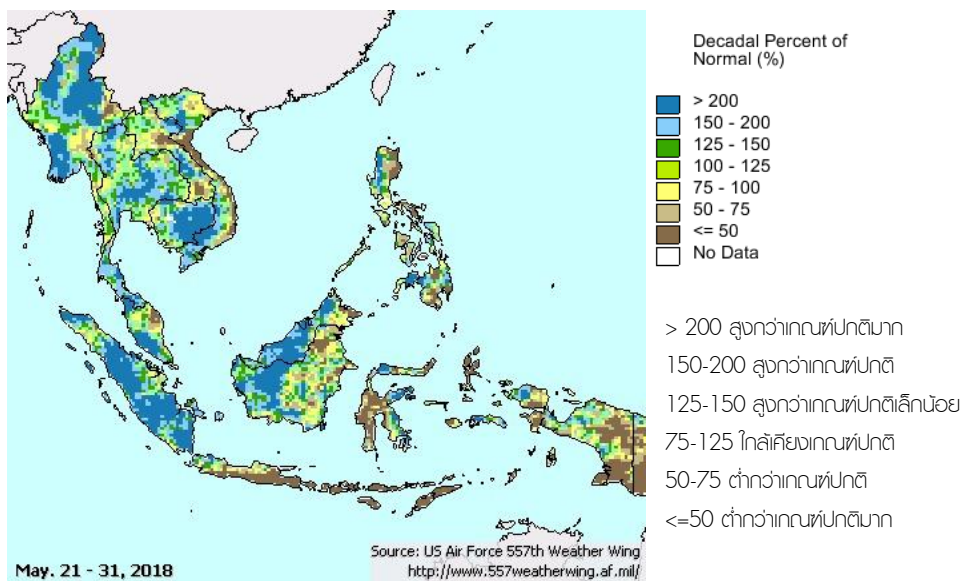 Decadal Percent of
Normal (%)
> 200
150 - 200
125 - 150
100 - 125
75 - 100
50 - 75
<= 50
No Data
> 200 สูงกว่าเกณฑ์ปกติมาก
150-200 สูงกว่าเกณฑ์ปกติ
125-150 สูงกว่าเกณฑ์ปกติเล็กน้อย
75-125 ใกล้เคียงเกณฑ์ปกติ
50-75 ต่ำกว่าเกณฑ์ปกติ
<=50 ต่ำกว่าเกณฑ์ปกติมาก
Source: US Air Force 557th Weather Wing
May. 21 - 31, 2018 http://www.557weatherwing.af.mil/